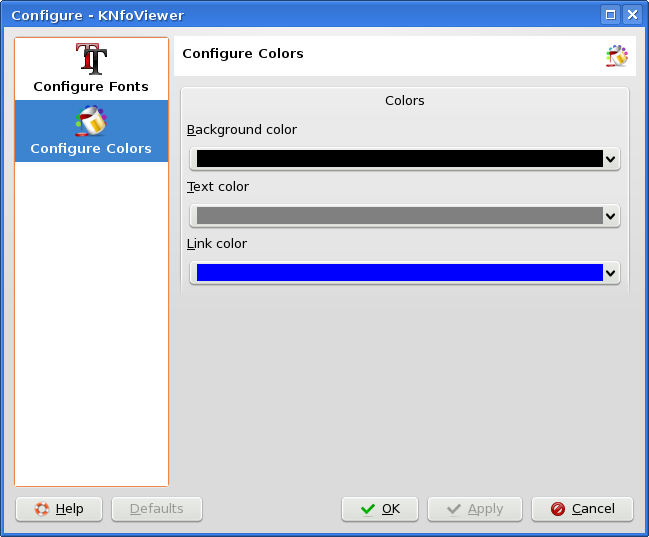 Configure - KNfoViewer
Configure Fonts
Configure Colors
Configure Colors
Colors
Background color
Text color
Link color
Help
Defaults
OK
Apply
Cancel